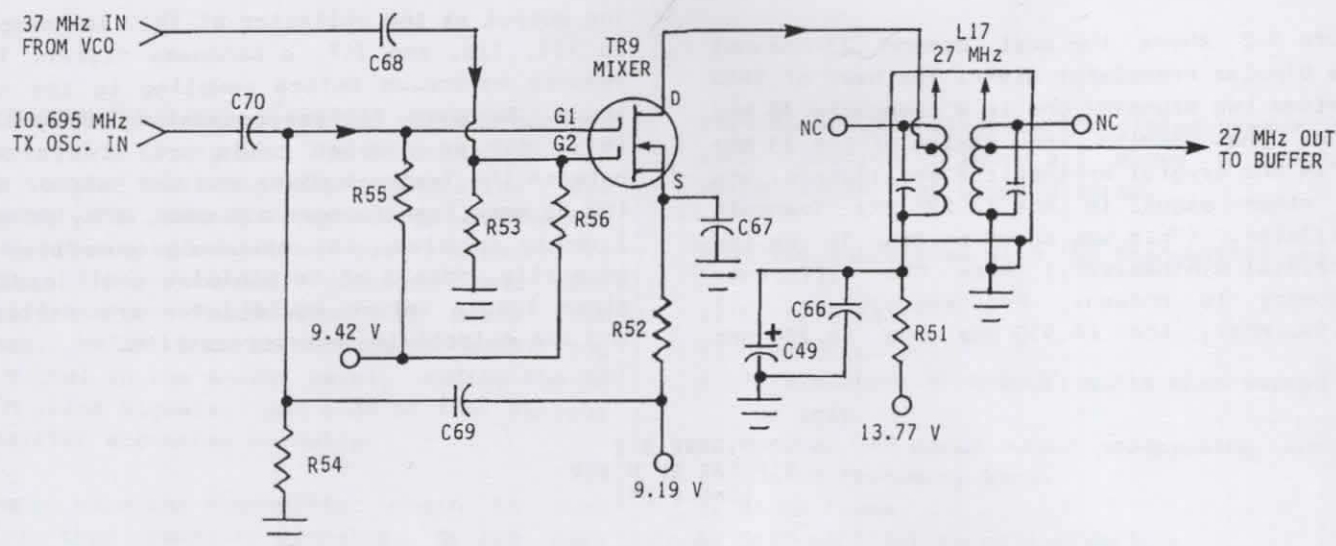 37 MHz IN
FROM VCO
C68
TR9
MIXER
L17
27 MHz
C70
10.695 MHz
TX OSC. IN
D
G1
G2
S
NC
NC
27 MHz OUT
TO BUFFER
R55
R53
R56
C67
9.42 V
R52
C66
C49
R51
C69
13.77 V
R54
9.19 V